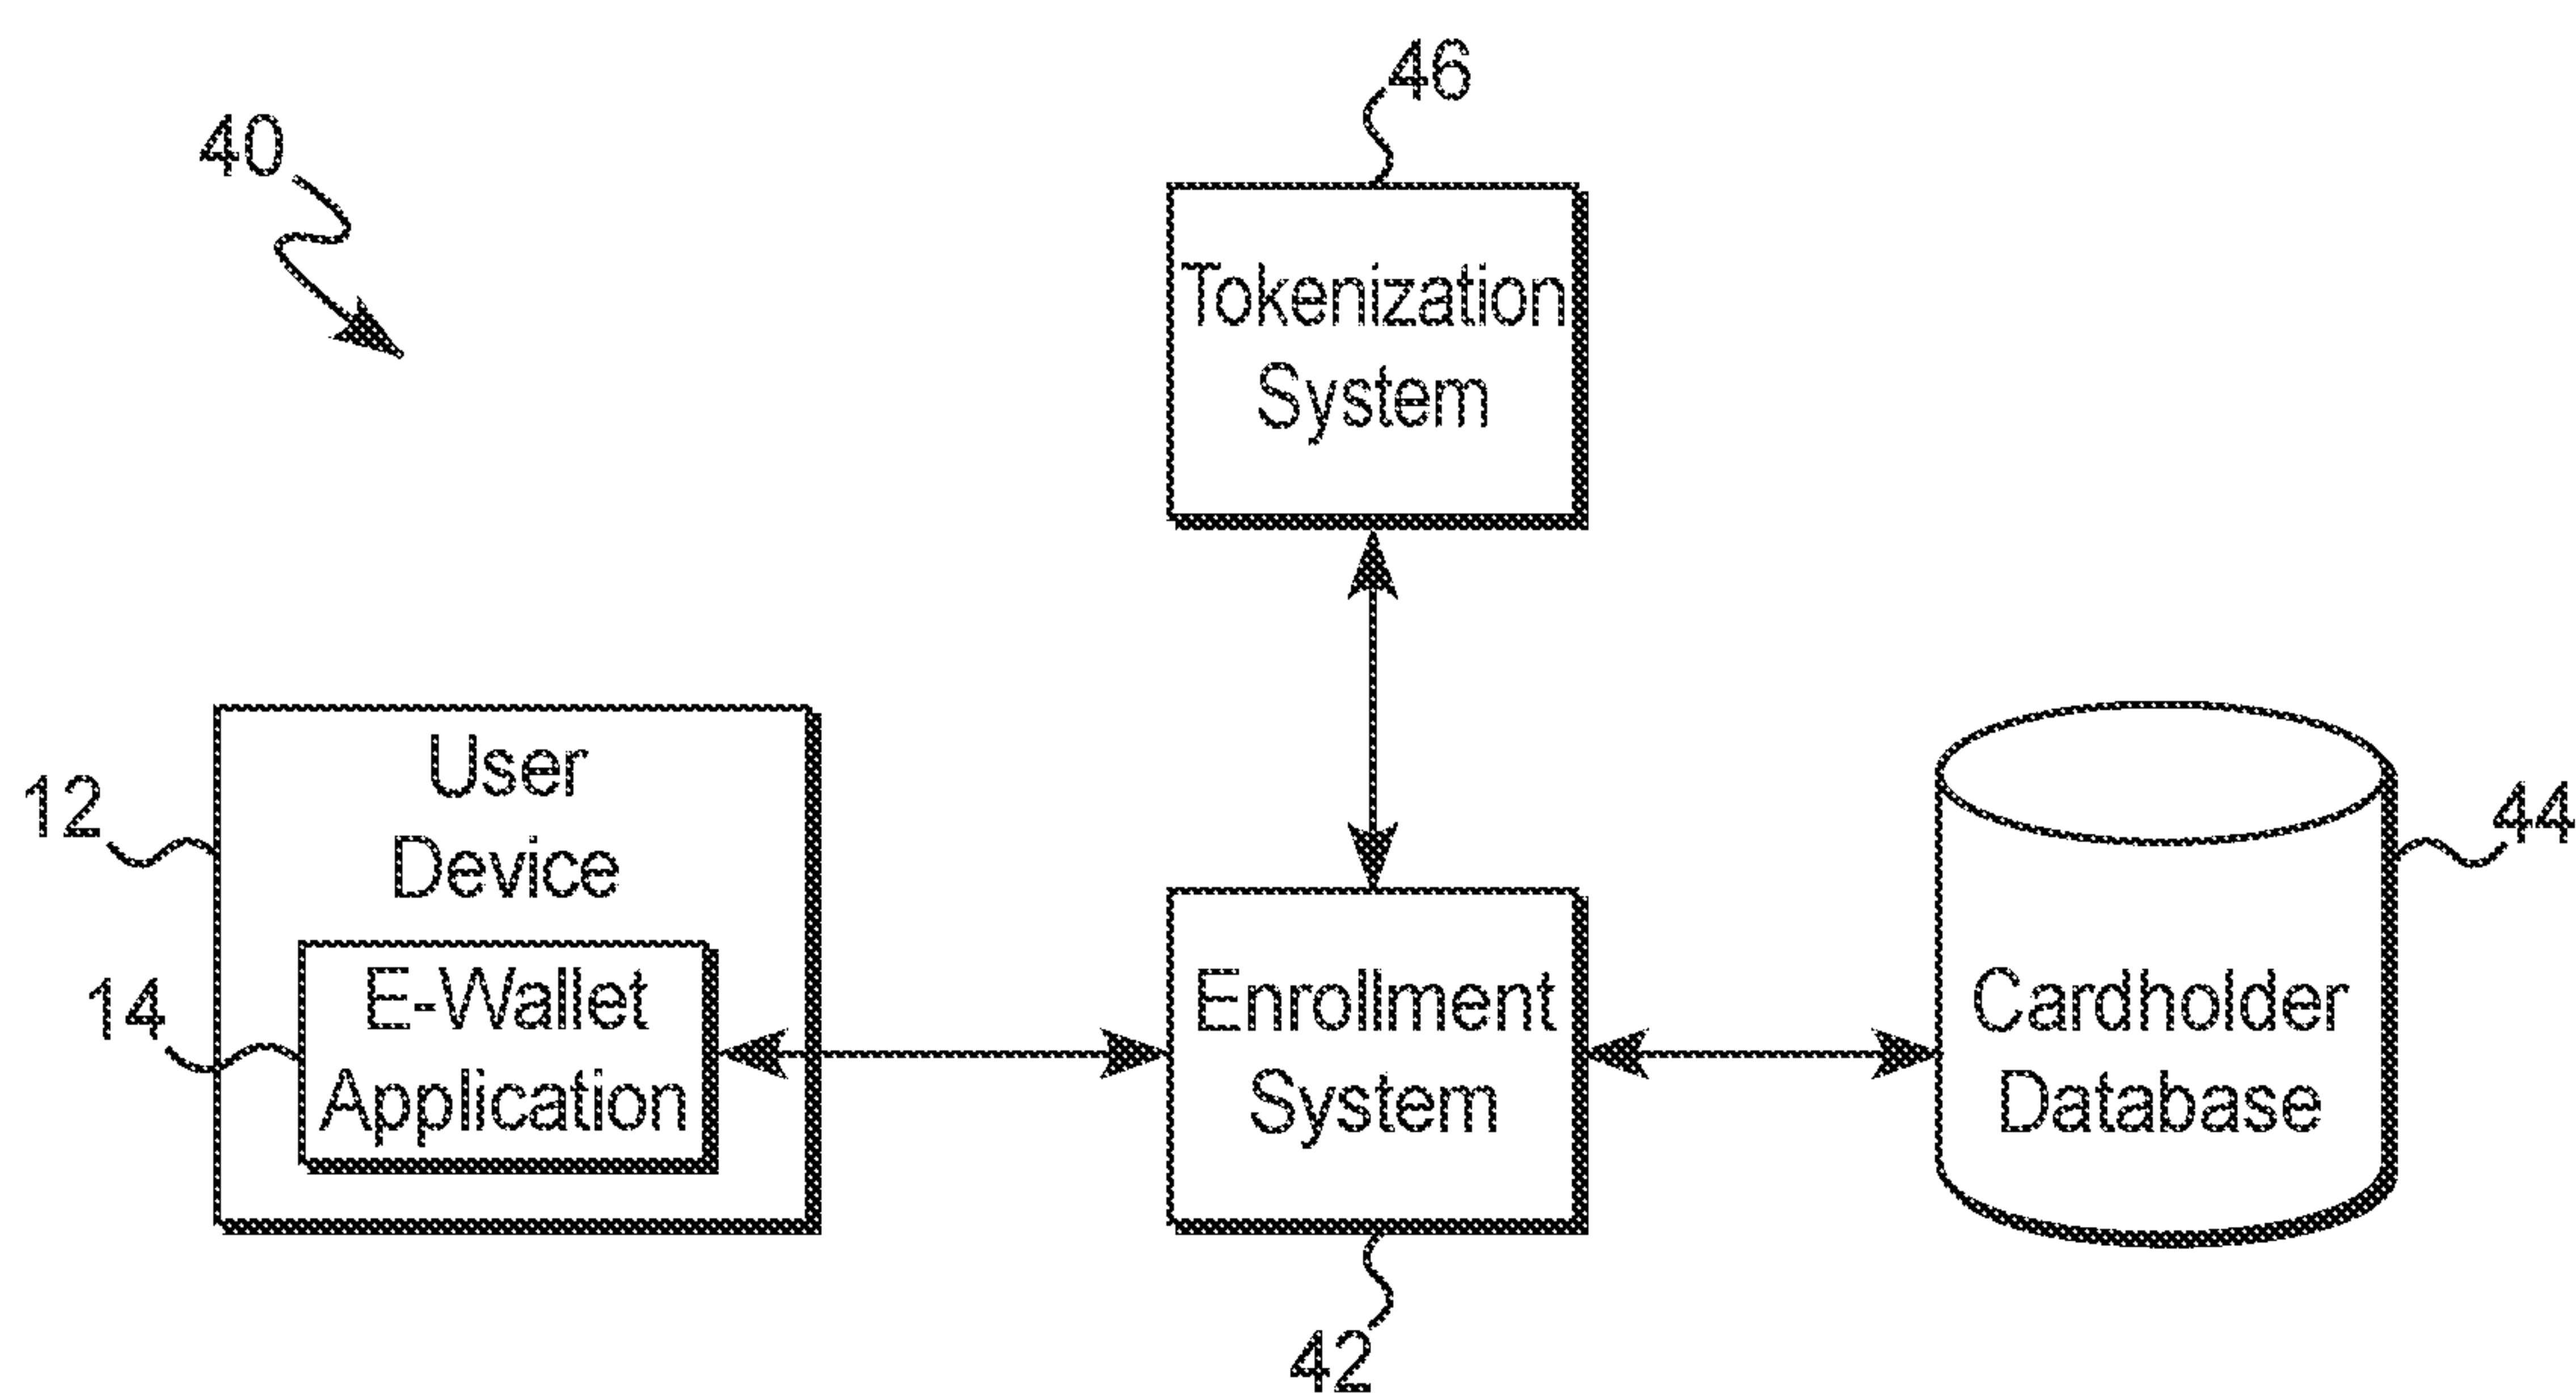 46
40
Tokenization
System
12
User
Device
14
E-Wallet
Application
Enrollment
System
42
Cardholder
Database
44